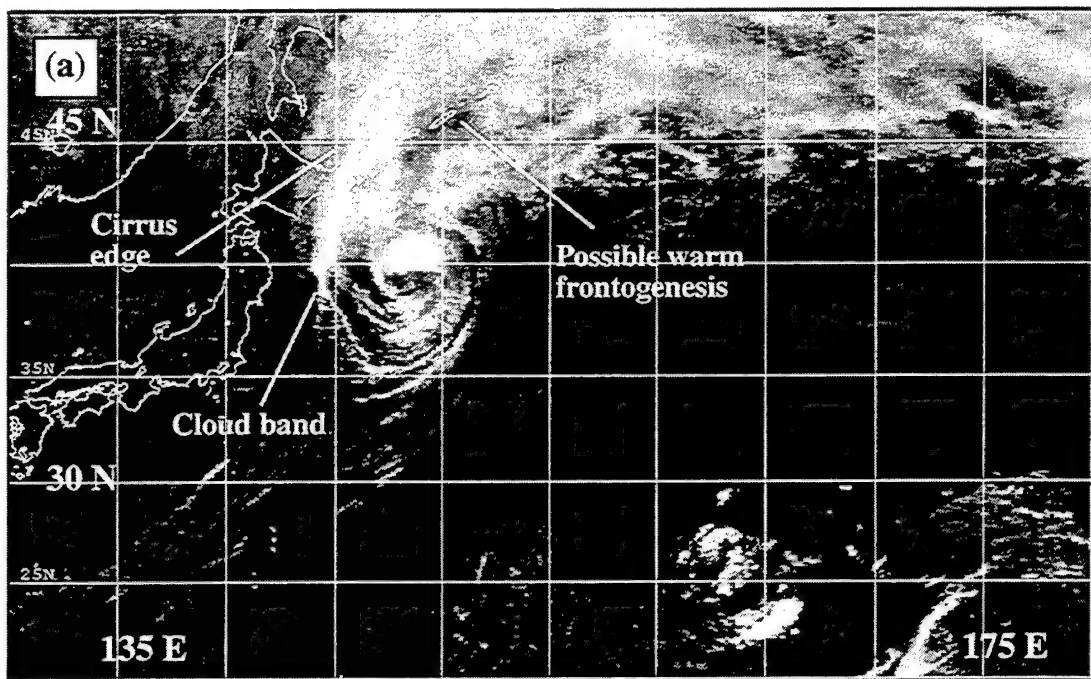 (a)
45 N
45N
Cirrus
edge
Possible warm
frontogenesis
35N
Cloud band
30 N
25N
135 E
175 E